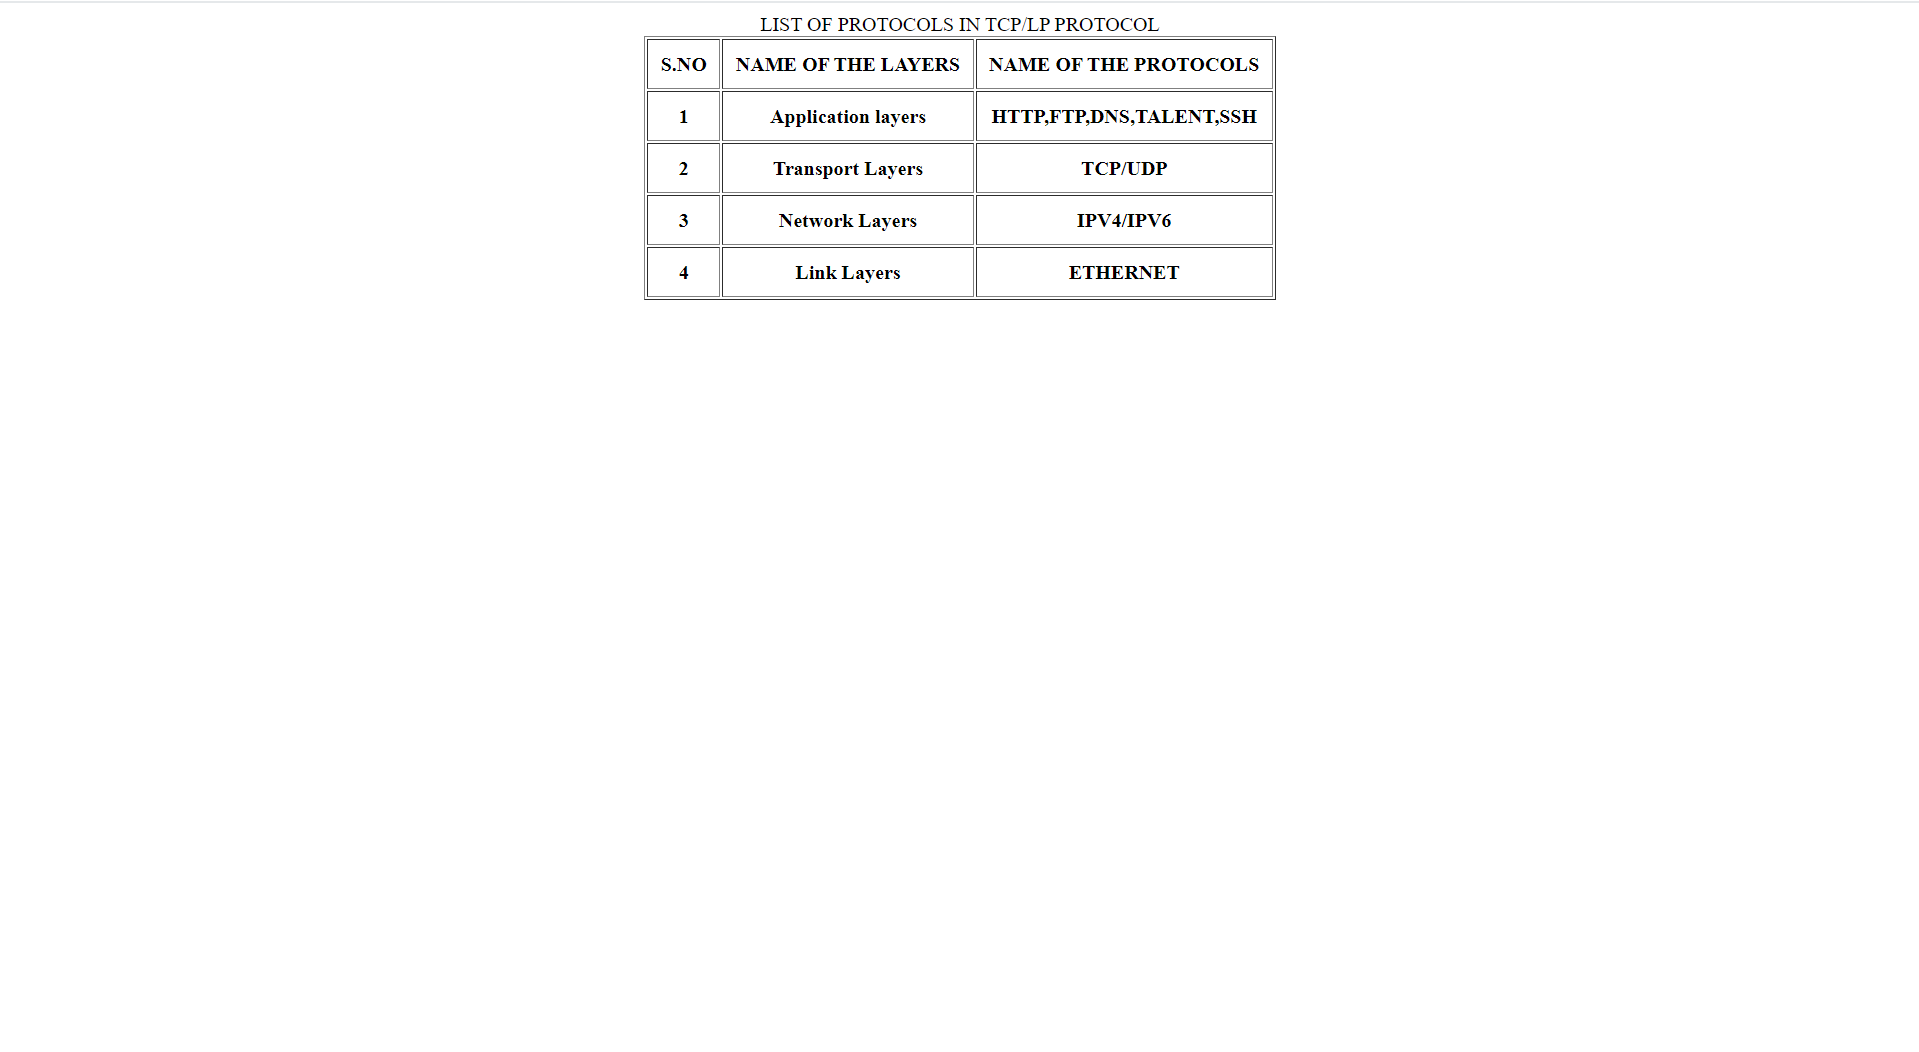 LIST OF PROTOCOLS IN TCP/LP PROTOCOL
S.NO NAME OF THE LAYERS NAME OF THE PROTOCOLS
1 Application layers HTTP,FTP,DNS,TALENT,SSH
2 Transport Layers TCP/UDP
3 Network Layers IPV4/IPV6
4 Link Layers ETHERNET